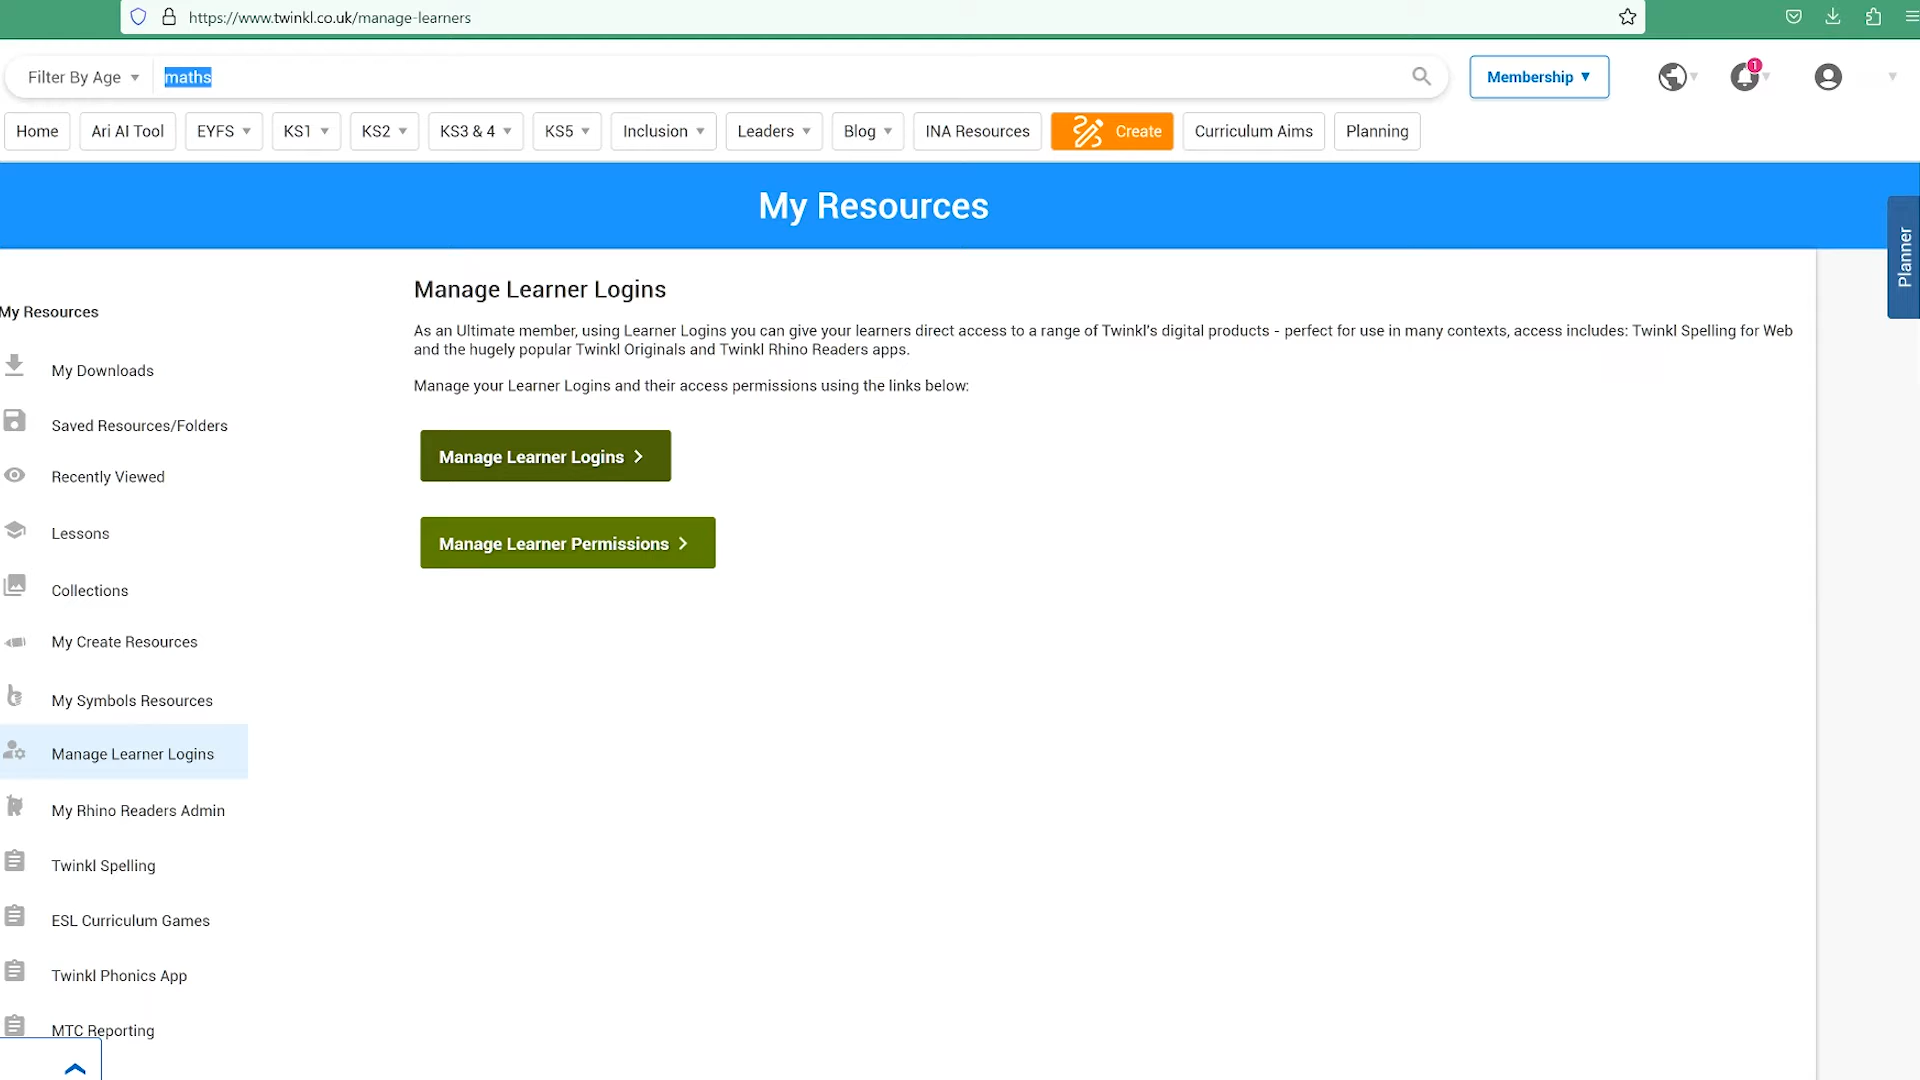 https://www.twinkl.co.uk/manage-learners
Filter By Age maths
Membership
1
Home Ari AI Tool EYFS KS1 KS2 KS3 & 4 KS5 Inclusion Leaders Blog INA Resources Create Curriculum Aims Planning
My Resources
Planner
Manage Learner Logins
As an Ultimate member, using Learner Logins you can give your learners direct access to a range of Twinkl's digital products - perfect for use in many contexts, access includes: Twinkl Spelling for Web
and the hugely popular Twinkl Originals and Twinkl Rhino Readers apps.
Manage your Learner Logins and their access permissions using the links below:
Manage Learner Logins
Manage Learner Permissions
My Resources
My Downloads
Saved Resources/Folders
Recently Viewed
Lessons
Collections
My Create Resources
My Symbols Resources
Manage Learner Logins
My Rhino Readers Admin
Twinkl Spelling
ESL Curriculum Games
Twinkl Phonics App
MTC Reporting